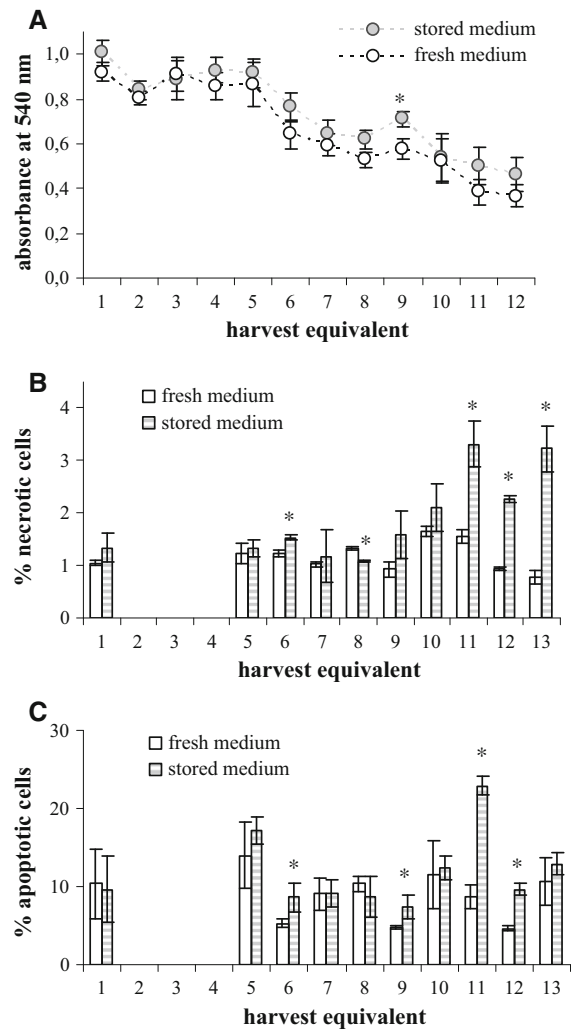 A
stored medium
fresh medium
absorbance at 540 nm
1,0
0,8
0,6
0,4
0,2
0,0
*
1 2 3 4 5 6 7 8 9 10 11 12
harvest equivalent
B
fresh medium
stored medium
% necrotic cells
4
3
2
1
0
* * * * *
1 2 3 4 5 6 7 8 9 10 11 12 13
harvest equivalent
C
fresh medium
stored medium
% apoptotic cells
30
20
10
0
* * * *
1 2 3 4 5 6 7 8 9 10 11 12 13
harvest equivalent